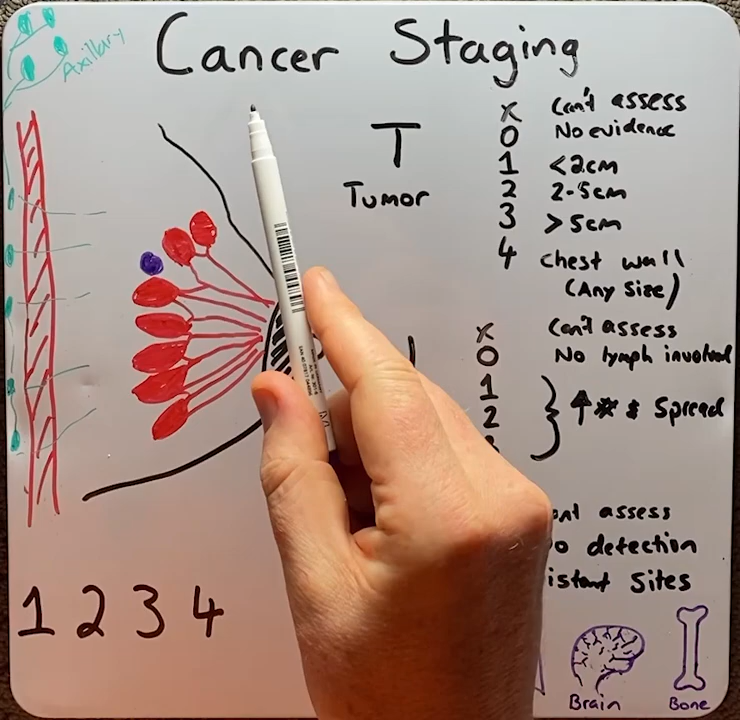 Cancer Staging
Axillary
T
Tumor
X Can't assess
0 No evidence
1 <2cm
2 2-5cm
3 >5cm
4 Chest wall
(Any Size)
X Can't assess
0 No lymph involved
1
2
↑ # & Spread
assess
detection
Sites
1 2 3 4
Brain
Bone